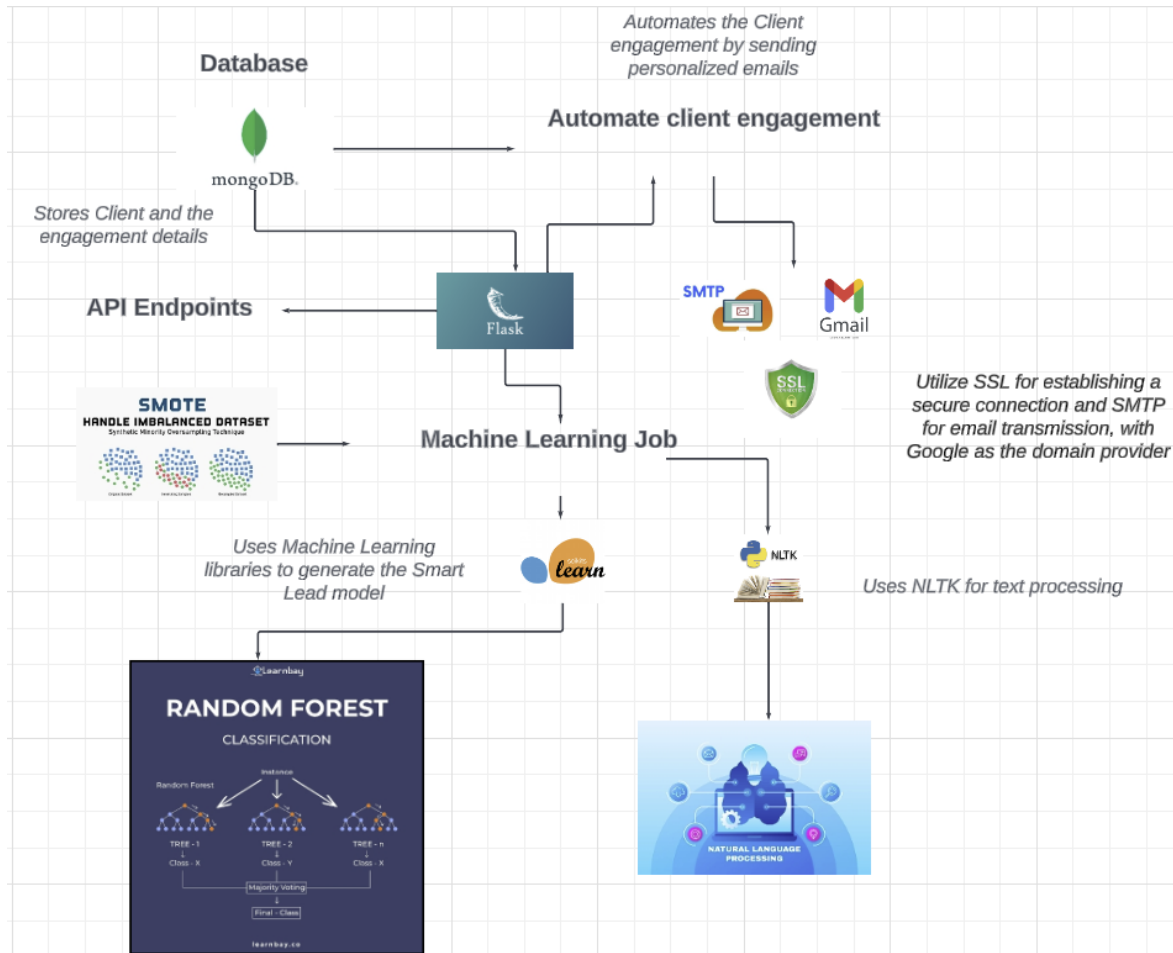 Automates the Client
engagement by sending
personalized emails
Database
Automate client engagement
mongoDB®
Stores Client and the
engagement details
API Endpoints
Flask
SMTP
Gmail
SSL
SMOTE
HANDLE IMBALANCED DATASET
Synthetic Minority Oversampling Technique
Machine Learning Job
Utilize SSL for establishing a
secure connection and SMTP
for email transmission, with
Google as the domain provider
Uses Machine Learning
libraries to generate the Smart
Lead model
learn
NLTK
Uses NLTK for text processing
Learnbay
RANDOM FOREST
CLASSIFICATION
Instance
Random Forest
TREE - 1
TREE - 2
TREE - n
Class - X
Class - Y
Class - X
Majority Voting
Final - Class
learnbay.co
NATURAL LANGUAGE
PROCESSING